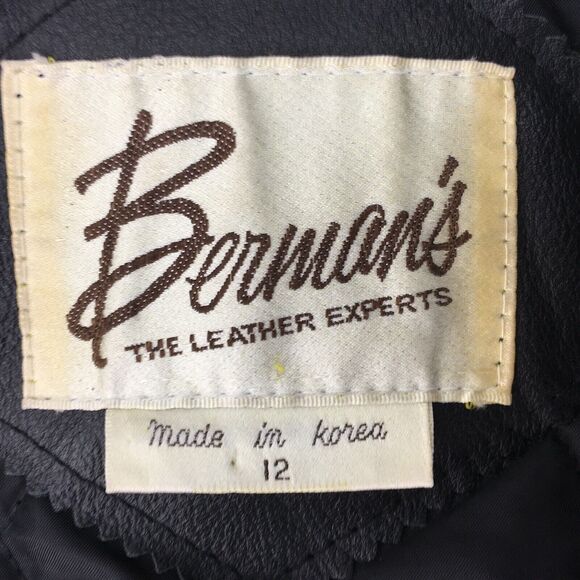 Berman's
THE LEATHER EXPERTS
made in korea
12